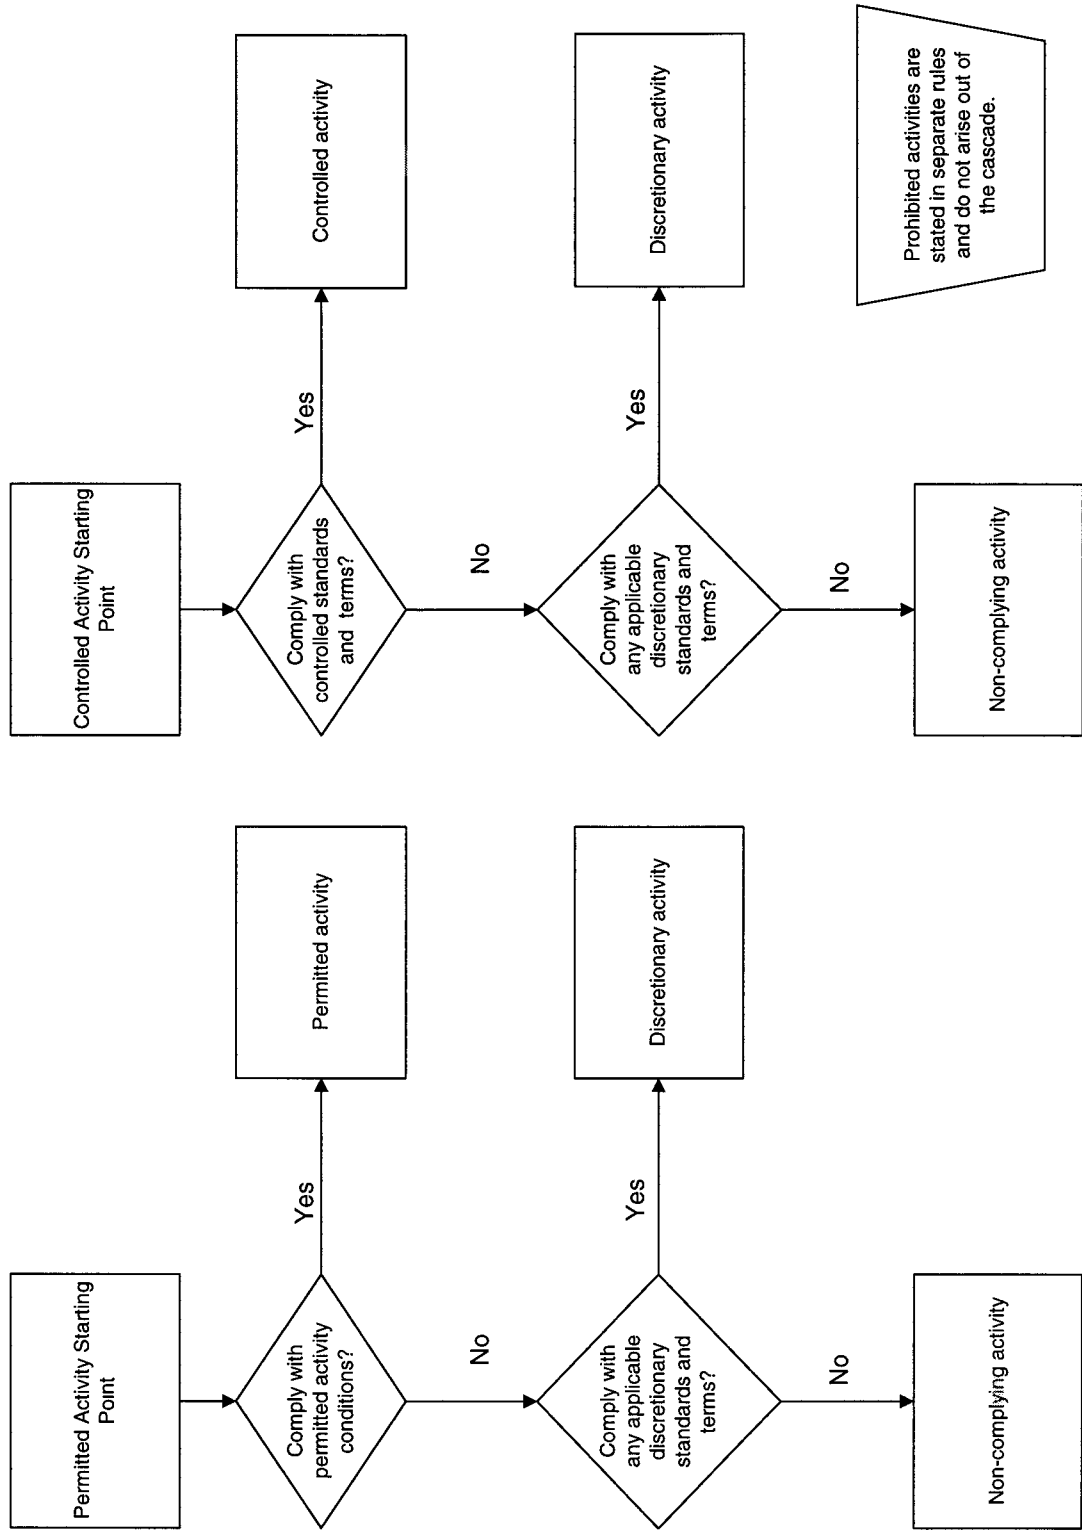 Permitted Activity Starting
Point
Comply with
permitted activity
conditions?
Yes
Permitted activity
No
Comply with
any applicable
discretionary
standards and
terms?
Yes
Discretionary activity
No
Non-complying activity
Controlled Activity Starting
Point
Comply with
controlled standards
and terms?
Yes
Controlled activity
No
Comply with
any applicable
discretionary
standards and
terms?
Yes
Discretionary activity
No
Non-complying activity
Prohibited activities are
stated in separate rules
and do not arise out of
the cascade.